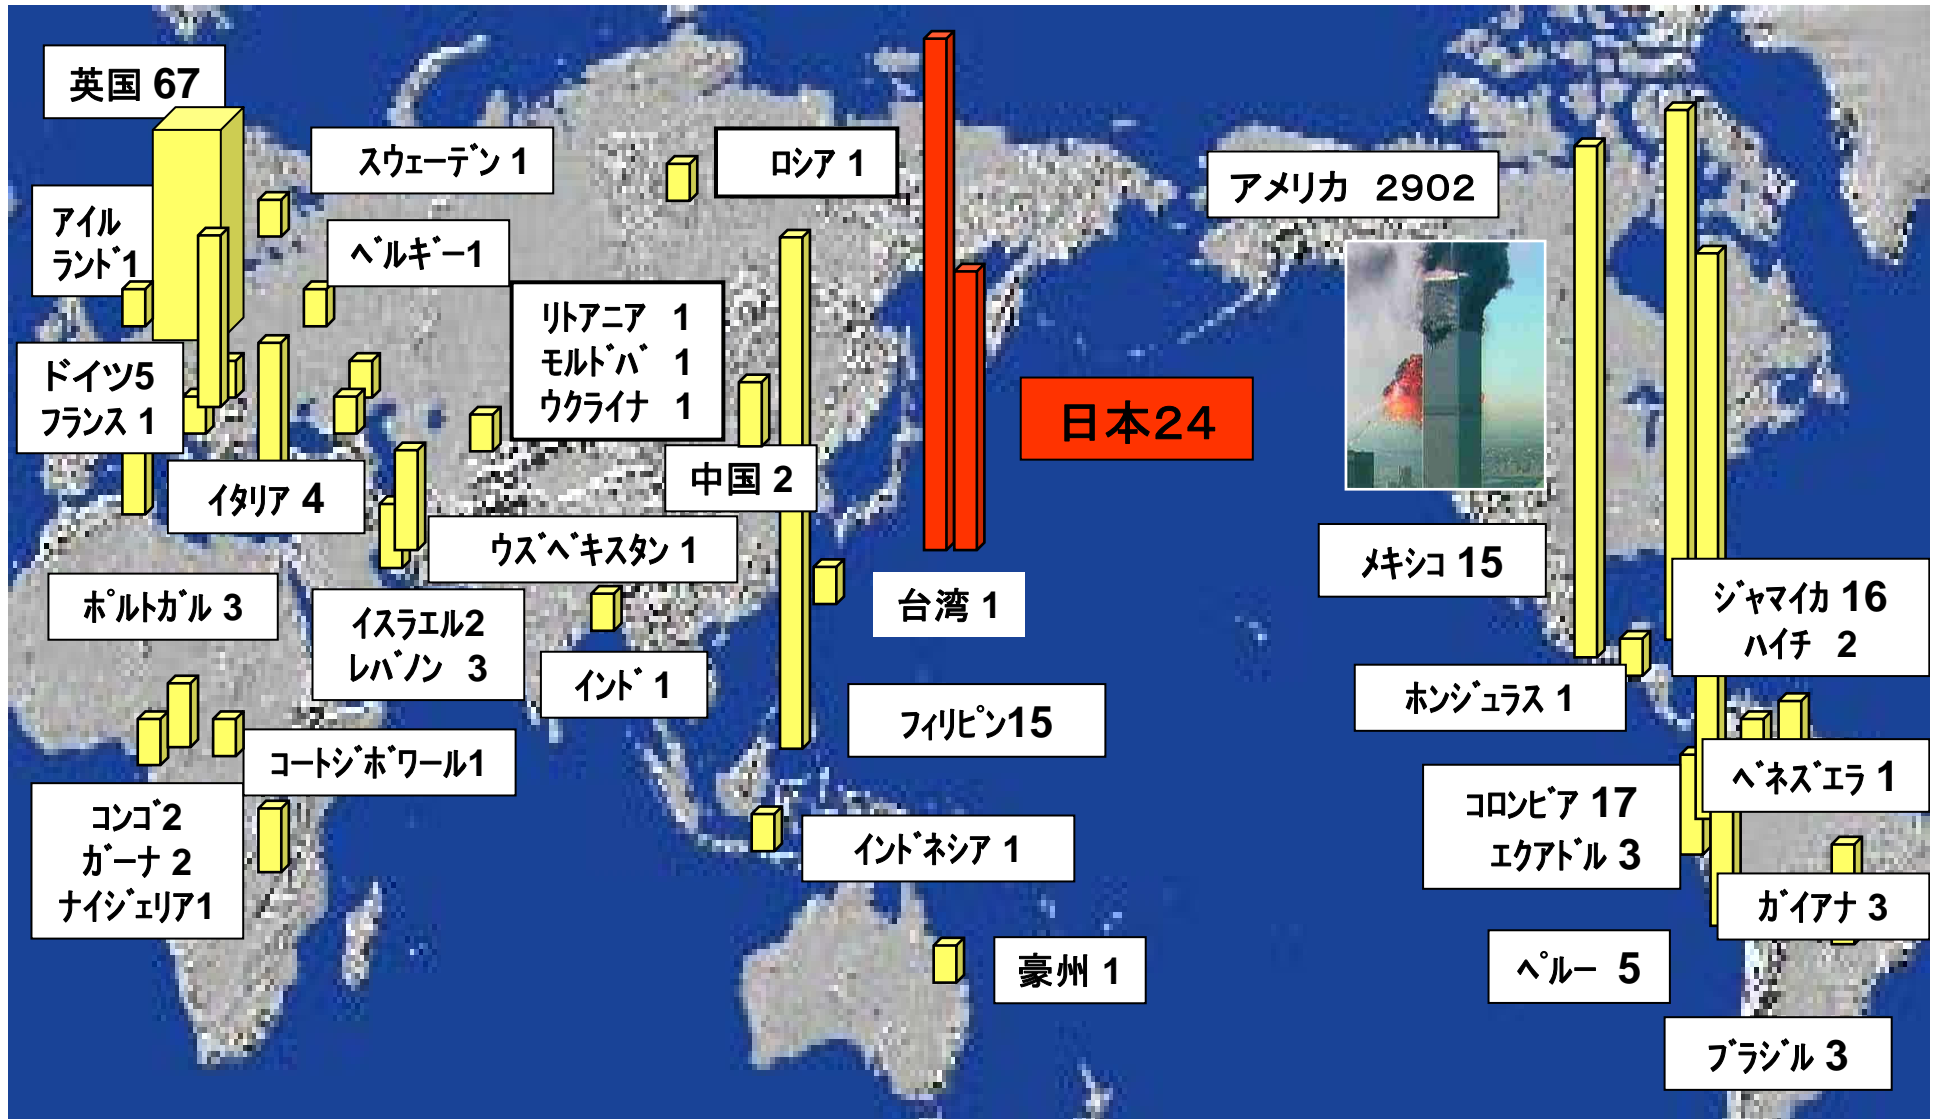 英国 67
スウェーデン 1
ロシア 1
アメリカ 2902
アイル
ランド1
ベルギー1
リトアニア 1
モルドバ 1
ウクライナ 1
ドイツ5
フランス 1
日本24
中国 2
イタリア 4
ウズベキスタン 1
メキシコ 15
ポルトガル 3
イスラエル2
レバノン 3
台湾 1
ジャマイカ 16
ハイチ 2
インド 1
フィリピン15
ホンジュラス 1
コートジボワール1
ベネズエラ 1
コンゴ2
ガーナ 2
ナイジェリア1
コロンビア 17
エクアドル 3
インドネシア 1
ガイアナ 3
豪州 1
ペルー 5
ブラジル 3